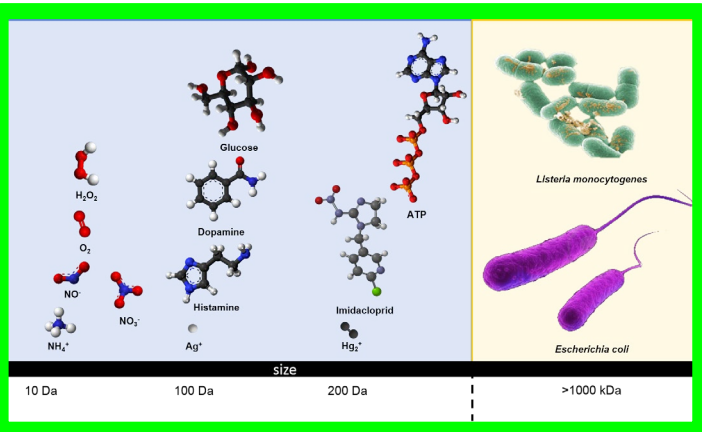 Glucose
Listeria monocytogenes
H₂O₂
ATP
Dopamine
O₂
NO⁻
NO₃⁻
Histamine
Imidacloprid
NH₄⁺
Ag⁺
Hg₂⁺
Escherichia coli
size
10 Da
100 Da
200 Da
>1000 kDa